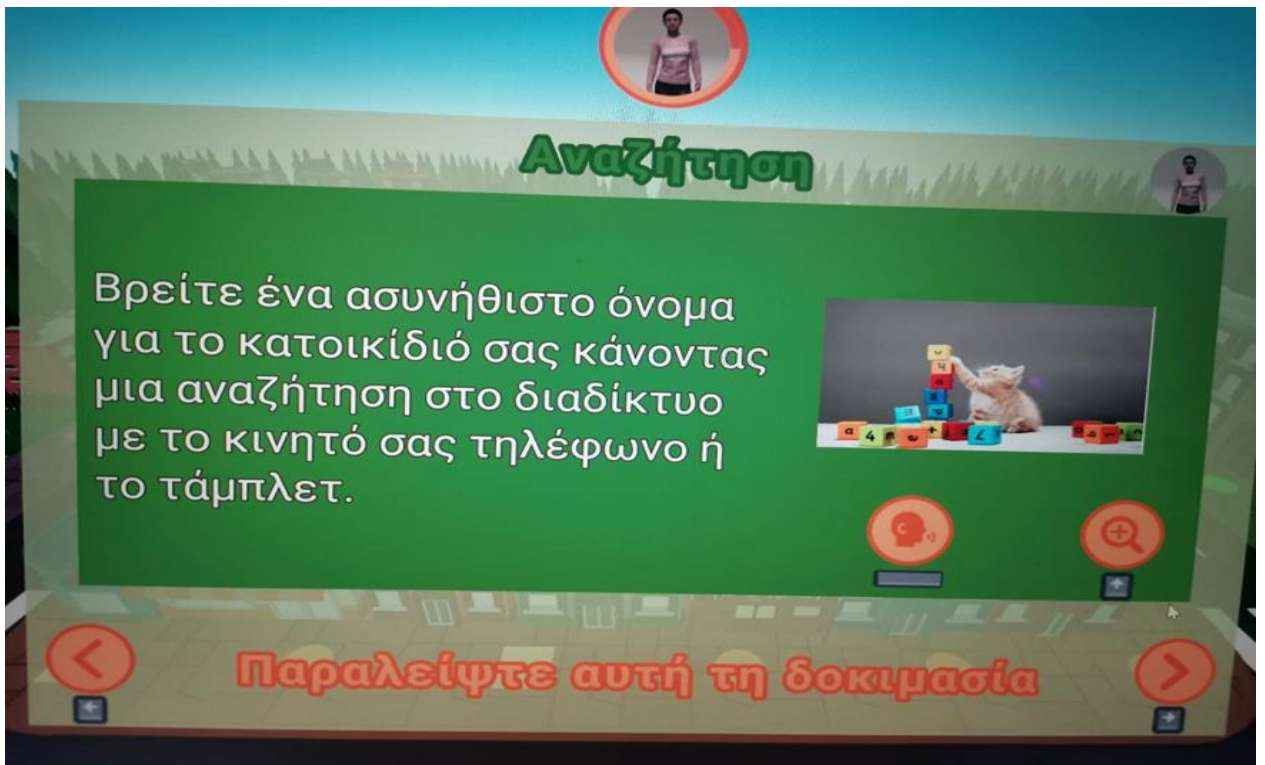 Αναζήτηση
Βρείτε ένα ασυνήθιστο όνομα
για το κατοικίδιό σας κάνοντας
μια αναζήτηση στο διαδίκτυο
με το κινητό σας τηλέφωνο ή
το τάμπλετ.
Παραλείψτε αυτή τη δοκιμασία